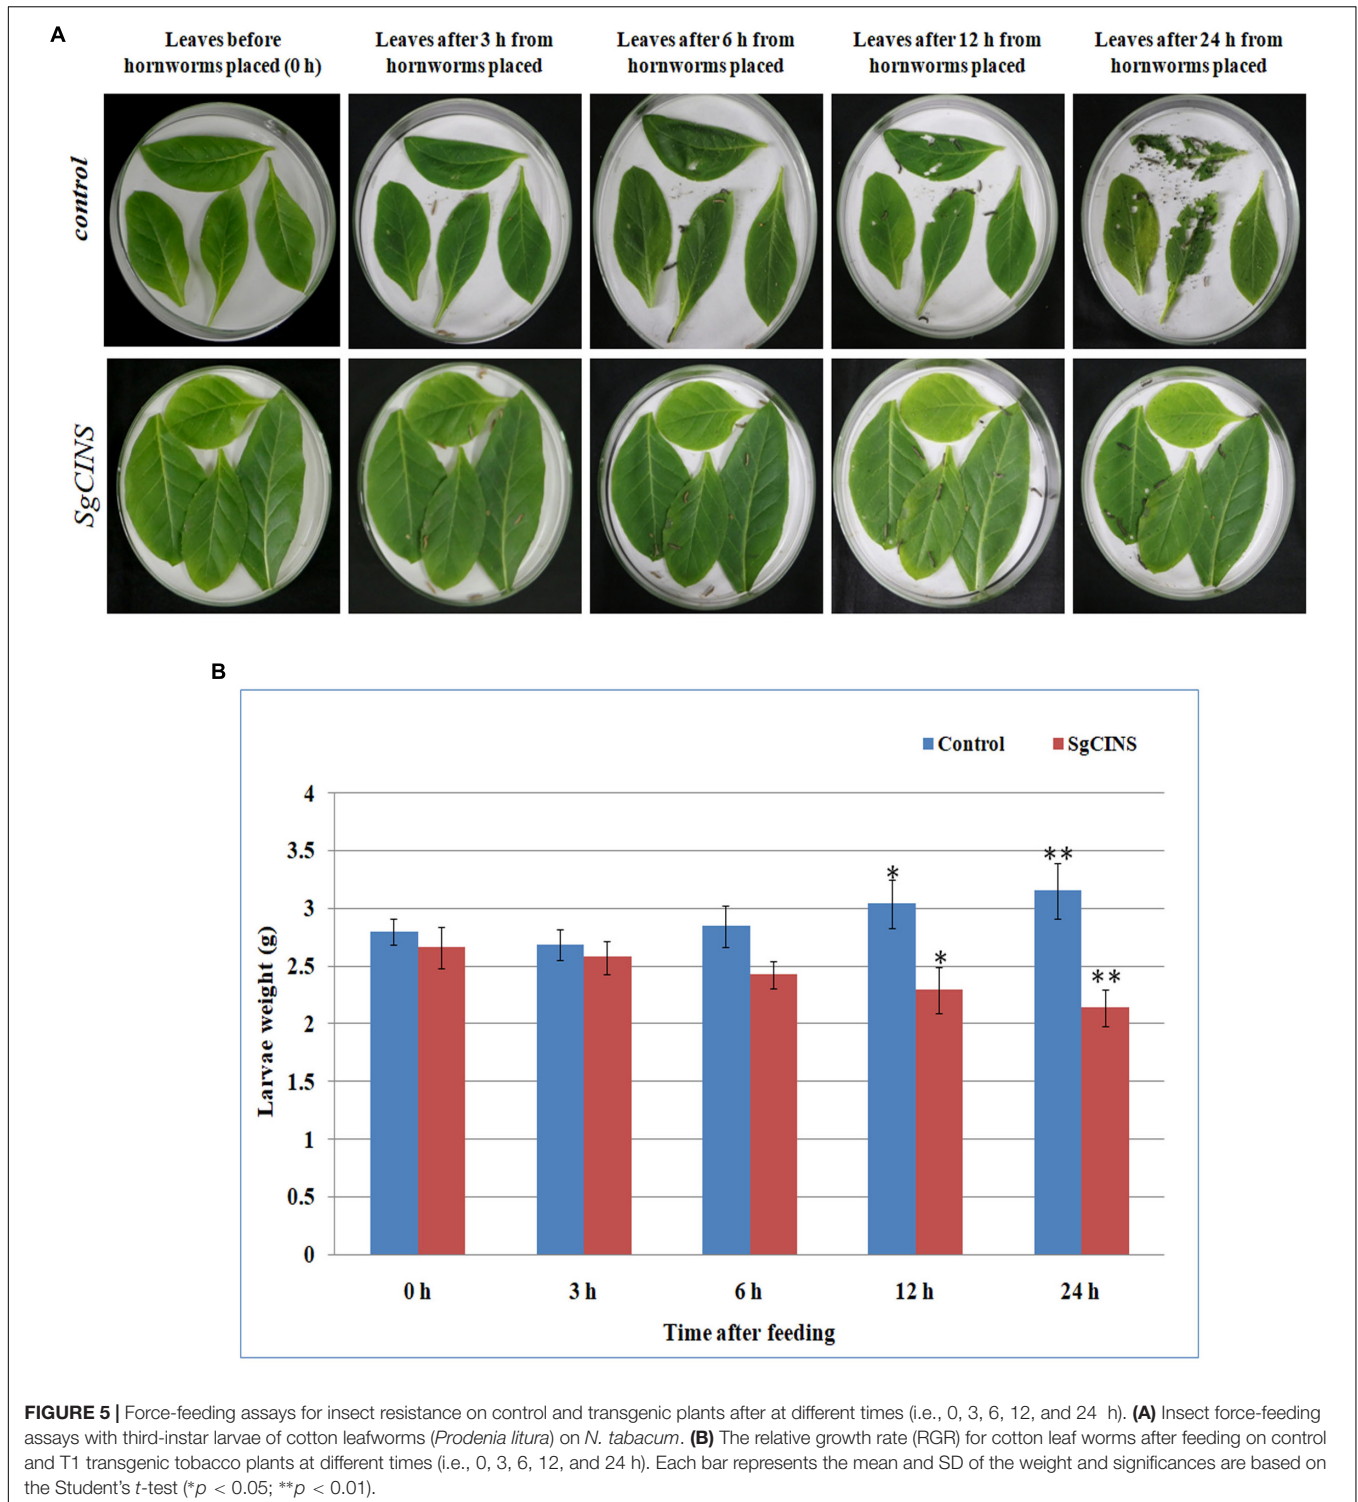 A
Leaves before
hornworms placed (0 h)
Leaves after 3 h from
hornworms placed
Leaves after 6 h from
hornworms placed
Leaves after 12 h from
hornworms placed
Leaves after 24 h from
hornworms placed
control
SgCINS
B
Control
SgCINS
4
3.5
3
2.5
2
1.5
1
0.5
0
Larvae weight (g)
*
*
**
**
0 h
3 h
6 h
12 h
24 h
Time after feeding
FIGURE 5 | Force-feeding assays for insect resistance on control and transgenic plants after at different times (i.e., 0, 3, 6, 12, and 24 h). (A) Insect force-feeding
assays with third-instar larvae of cotton leafworms (Prodenia litura) on N. tabacum. (B) The relative growth rate (RGR) for cotton leaf worms after feeding on control
and T1 transgenic tobacco plants at different times (i.e., 0, 3, 6, 12, and 24 h). Each bar represents the mean and SD of the weight and significances are based on
the Student's t-test (*p < 0.05; **p < 0.01).